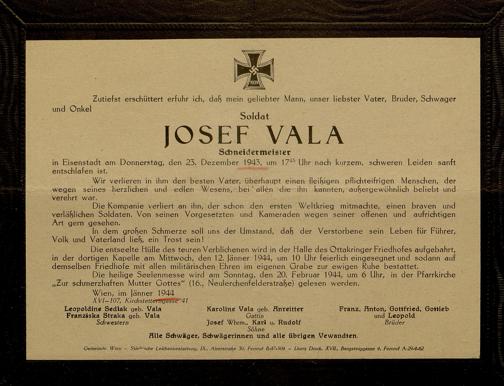 Zutiefst erschüttert erfuhr ich, daß mein geliebter Mann, unser liebster Vater, Bruder, Schwager
und Onkel
Soldat
JOSEF VALA
Schneidermeister
in Eisenstadt am Donnerstag, den 23. Dezember 1943, um 17 Uhr nach kurzem, schweren Leiden sanft
entschlafen ist.
Wir verlieren in ihm den besten Vater, überhaupt einen fleißigen pflichteifrigen Menschen, der
wegen seines herzlichen und edlen Wesens, bei allen die ihn kannten, außergewöhnlich beliebt und
verehrt war.
Die Kompanie verliert an ihn, der schon den ersten Weltkrieg mitmachte, einen braven und
verläßlichen Soldaten. Von seinen Vorgesetzten und Kameraden wegen seiner offenen und aufrichtigen
Art gern gesehen.
In dem großen Schmerze soll uns der Umstand, daß der Verstorbene sein Leben für Führer,
Volk und Vaterland ließ, ein Trost sein!
Die entseelte Hülle des teuren Verblichenen wird in der Halle des Ottakringer Friedhofes aufgebahrt,
in der dortigen Kapelle am Mittwoch, den 12. Jänner 1944, um 10 Uhr feierlich eingesegnet und sodann auf
demselben Friedhofe mit allen militärischen Ehren im eigenen Grabe zur ewigen Ruhe bestattet.
Die heilige Seelenmesse wird am Sonntag, den 20. Februar 1944, um 6 Uhr, in der Pfarrkirche
„Zur schmerzhaften Mutter Gottes" (16., Neulerchenfelderstraße) gelesen werden.
Wien, im Jänner 1944
XVI-107, Kirchstetterngasse 41
Leopoldine Sedlak geb. Vala Karoline Vala geb. Anreitter Franz, Anton, Gottfried, Gottlieb
Franziska Straka geb. Vala Gattin und Leopold
Schwestern Josef Karl u. Rudolf Brüder
Söhne
Alle Schwäger, Schwägerinnen und alle übrigen Verwandten.
Gemeinde Wien – Städtische Leichenbestattung, IX.,